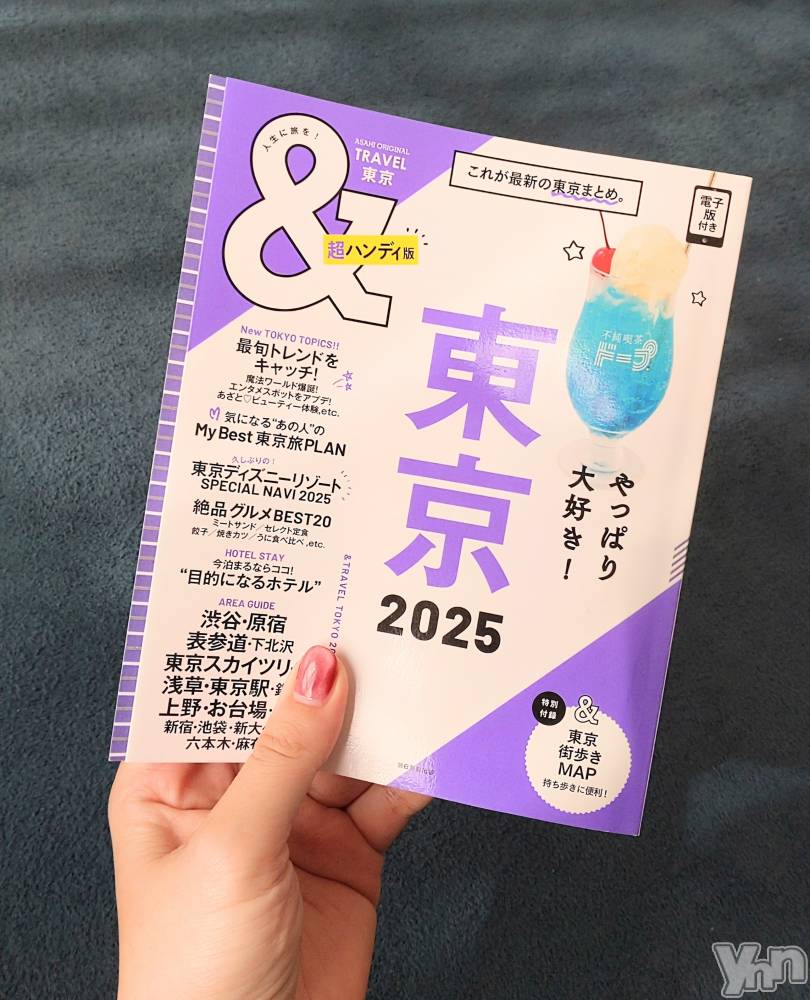 人生に旅を！
ASAHI ORIGINAL
TRAVEL
東京
&
超ハンディ版
これが最新の東京まとめ。
電子
版
付き
不純喫茶
ドープ
New TOKYO TOPICS!!
最旬トレンドを
キャッチ！
魔法ワールド爆誕！
エンタメスポットをアプデ！
あざと♡ビューティー体験,etc.
気になる“あの人”の
My Best 東京旅PLAN
久しぶりの！
東京ディズニーリゾート
SPECIAL NAVI 2025
絶品グルメBEST20
ミートサンド／セレクト定食
餃子／焼きカツ／うに食べ比べ,etc.
HOTEL STAY
今泊まるならココ！
“目的になるホテル”
AREA GUIDE
渋谷・原宿
表参道・下北沢
東京スカイツリ
浅草・東京駅・
上野・お台場・
新宿・池袋・新大
六本木・麻布
&TRAVEL TOKYO 2
東京
2025
やっぱり
大好き！
特別
付録
&
東京
街歩き
MAP
持ち歩きに便利！
Yhn